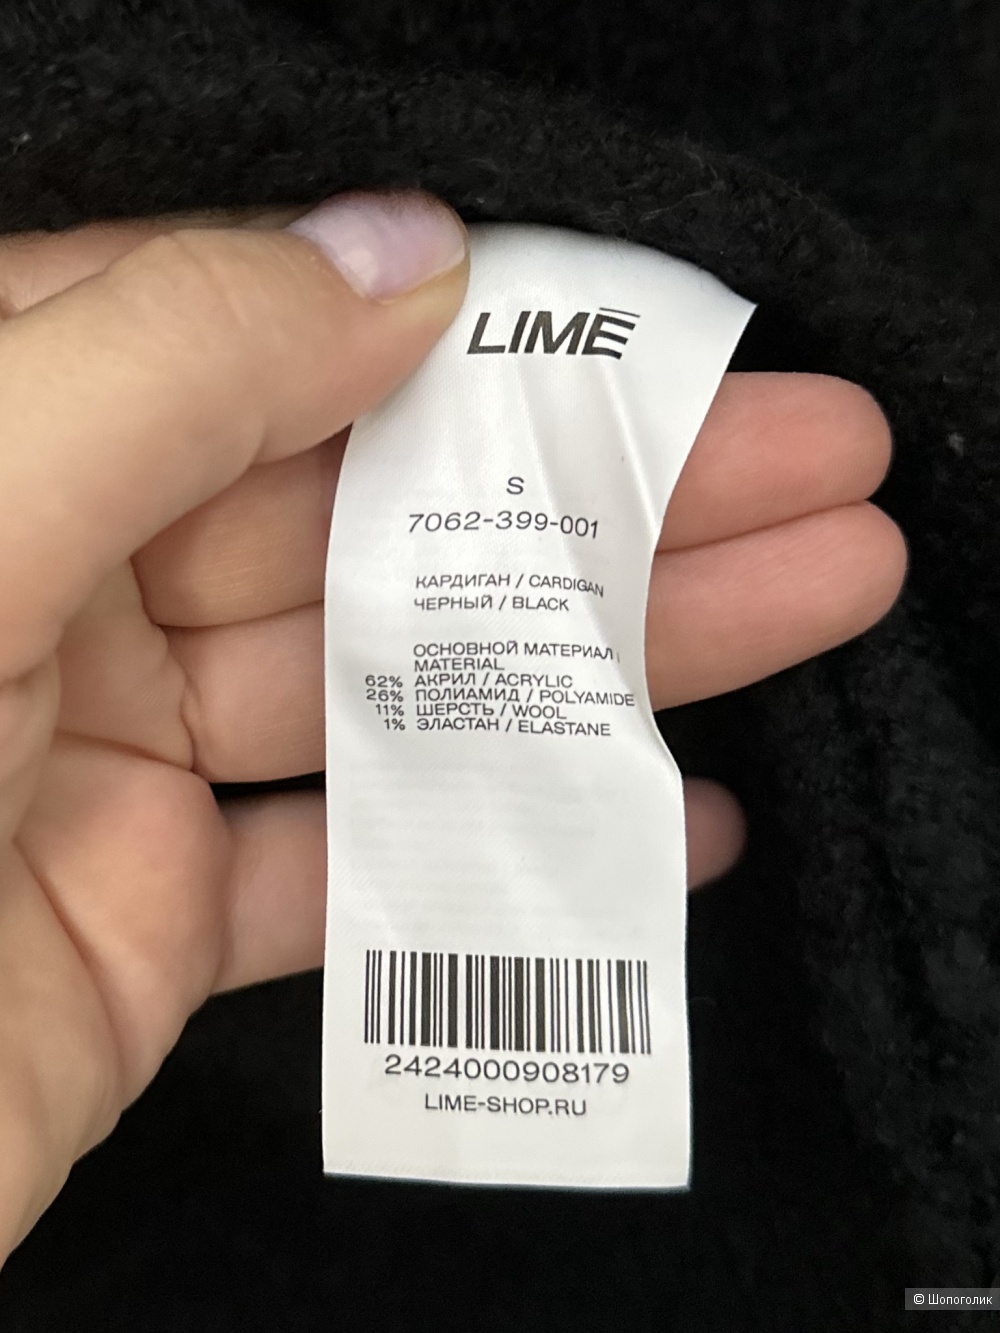 LIME
S
7062-399-001
КАРДИГАН / CARDIGAN
ЧЕРНЫЙ / BLACK
ОСНОВНОЙ МАТЕРИАЛ /
MATERIAL
62% АКРИЛ / ACRYLIC
26% ПОЛИАМИД / POLYAMIDE
11% ШЕРСТЬ / WOOL
1% ЭЛАСТАН / ELASTANE
2424000908179
LIME-SHOP.RU
© Шопоголик